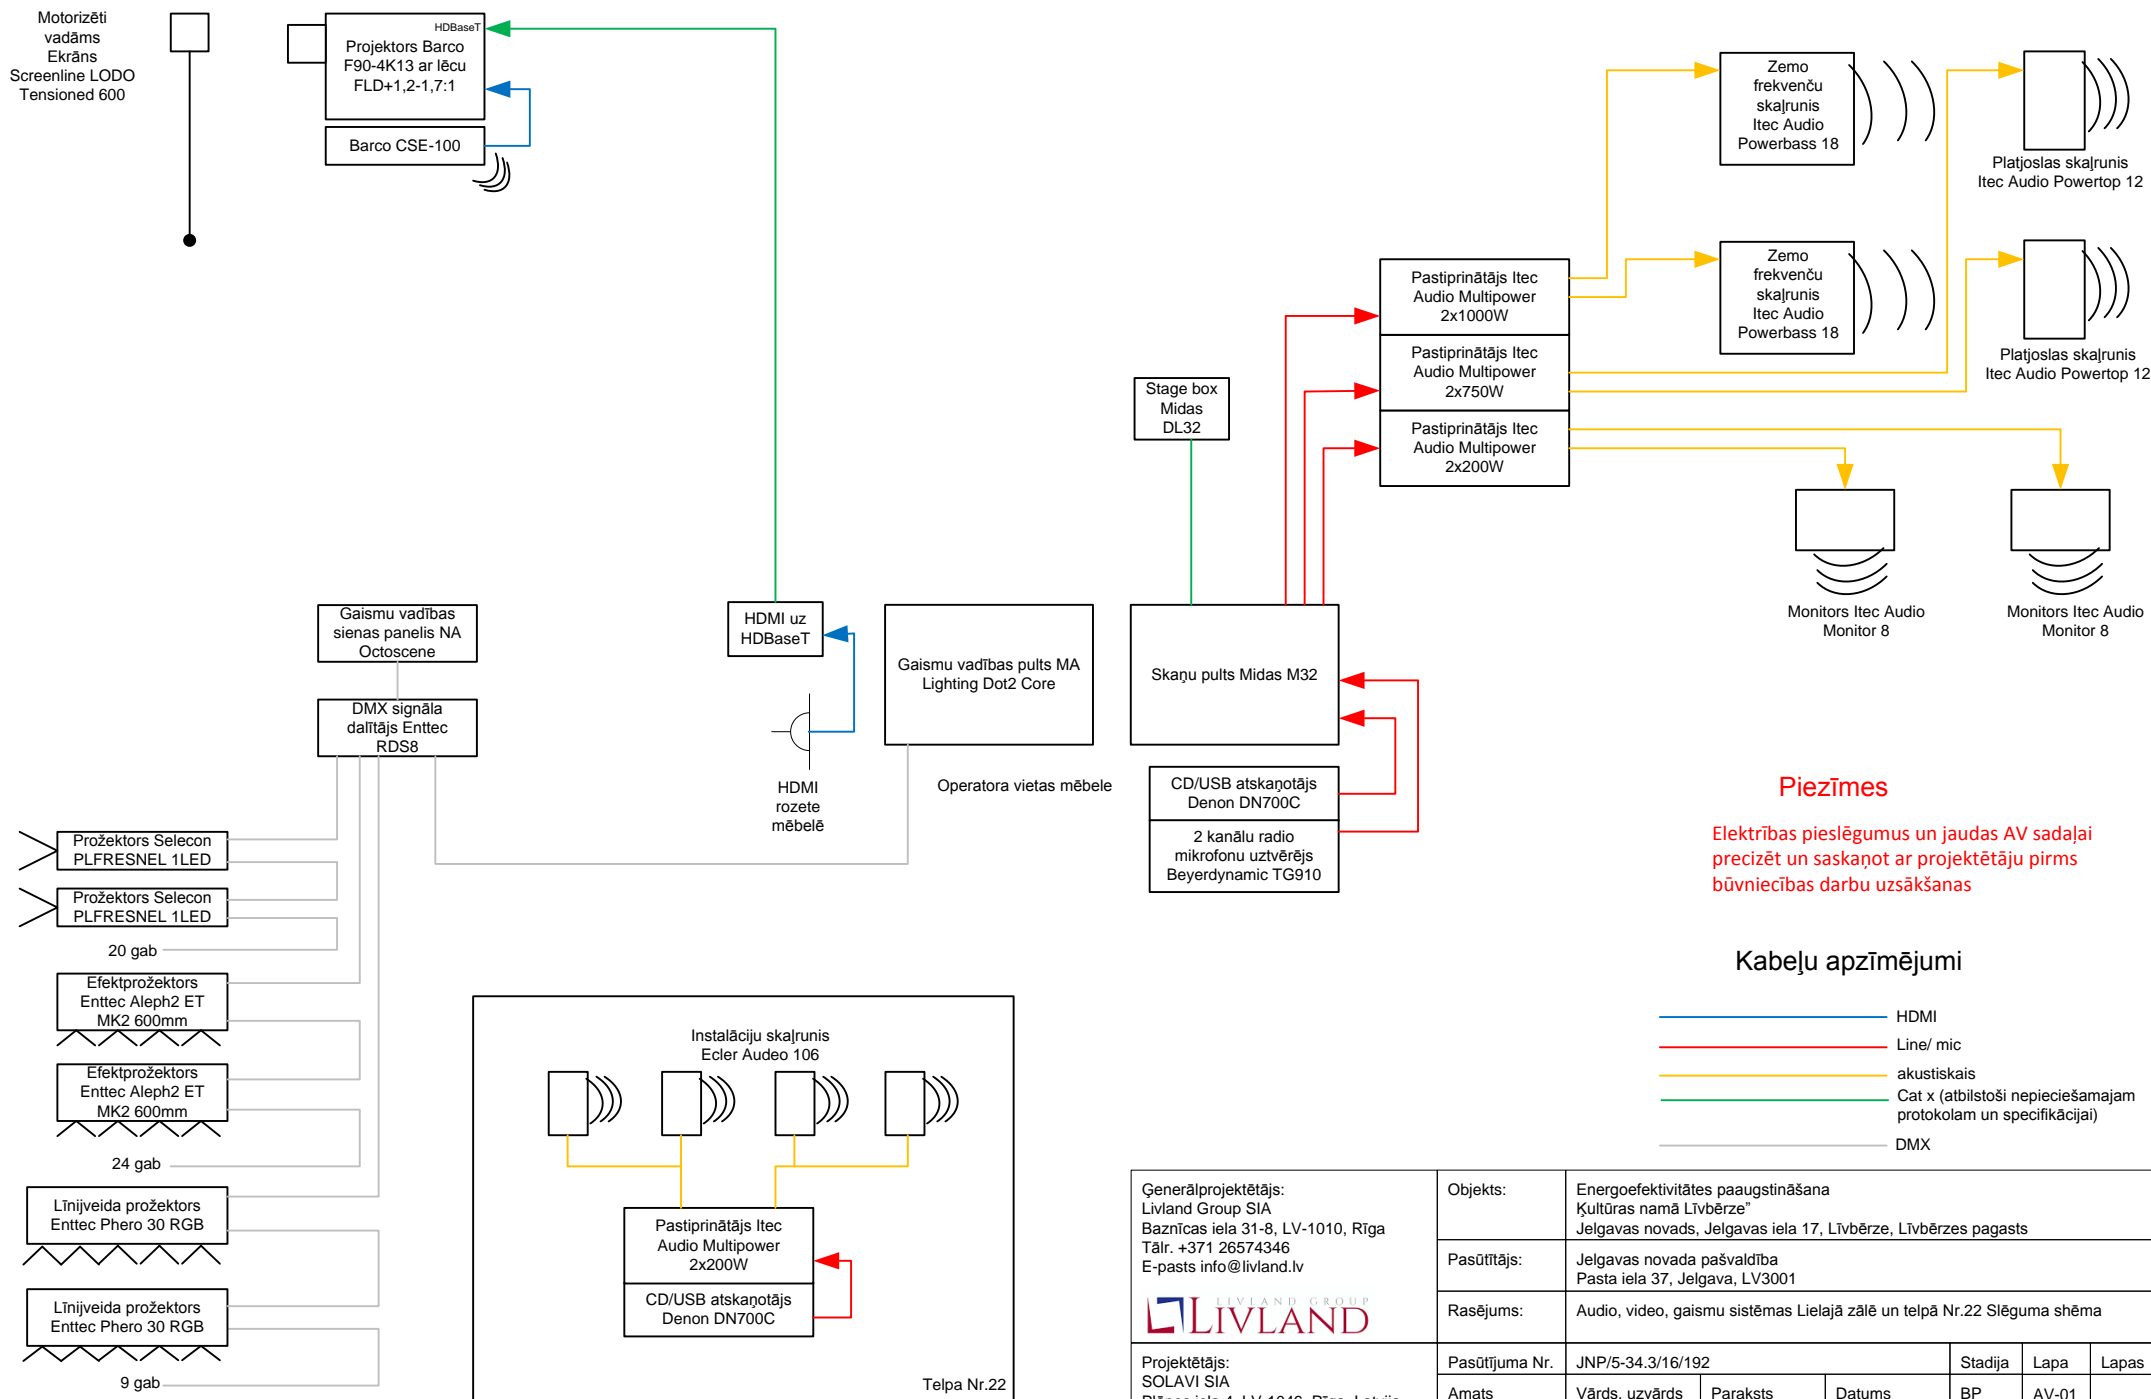 Motorizēti
vadāms
Ekrāns
Screenline LODO
Tensioned 600
HDBaseT
Projektors Barco
F90-4K13 ar lēcu
FLD+1,2-1,7:1
Barco CSE-100
Zemo
frekvenču
skaļrunis
Itec Audio
Powerbass 18
Platjoslas skaļrunis
Itec Audio Powertop 12
Zemo
frekvenču
skaļrunis
Itec Audio
Powerbass 18
Platjoslas skaļrunis
Itec Audio Powertop 12
Pastiprinātājs Itec
Audio Multipower
2x1000W
Pastiprinātājs Itec
Audio Multipower
2x750W
Pastiprinātājs Itec
Audio Multipower
2x200W
Stage box
Midas
DL32
Monitors Itec Audio
Monitor 8
Monitors Itec Audio
Monitor 8
Gaismu vadības
sienas panelis NA
Octoscene
DMX signāla
dalītājs Enttec
RDS8
HDMI uz
HDBaseT
HDMI
rozete
mēbelē
Gaismu vadības pults MA
Lighting Dot2 Core
Operatora vietas mēbele
Skaņu pults Midas M32
CD/USB atskaņotājs
Denon DN700C
2 kanālu radio
mikrofonu uztvērējs
Beyerdynamic TG910
Piezīmes
Elektrības pieslēgumus un jaudas AV sadaļai
precizēt un saskaņot ar projektētāju pirms
būvniecības darbu uzsākšanas
Prožektors Selecon
PLFRESNEL 1LED
Prožektors Selecon
PLFRESNEL 1LED
20 gab
Efektprožektors
Enttec Aleph2 ET
MK2 600mm
Efektprožektors
Enttec Aleph2 ET
MK2 600mm
24 gab
Līnijveida prožektors
Enttec Phero 30 RGB
Līnijveida prožektors
Enttec Phero 30 RGB
9 gab
Instalāciju skaļrunis
Ecler Audeo 106
Pastiprinātājs Itec
Audio Multipower
2x200W
CD/USB atskaņotājs
Denon DN700C
Telpa Nr.22
Kabeļu apzīmējumi
HDMI
Line/ mic
akustiskais
Cat x (atbilstoši nepieciešamajam
protokolam un specifikācijai)
DMX
Ģenerālprojektētājs:
Livland Group SIA
Baznīcas iela 31-8, LV-1010, Rīga
Tālr. +371 26574346
E-pasts info@livland.lv
LIVLAND GROUP
LIVLAND
Objekts:
Energoefektivitātes paaugstināšana
Ķultūras namā Līvbērze”
Jelgavas novads, Jelgavas iela 17, Līvbērze, Līvbērzes pagasts
Pasūtītājs:
Jelgavas novada pašvaldība
Pasta iela 37, Jelgava, LV3001
Rasējums:
Audio, video, gaismu sistēmas Lielajā zālē un telpā Nr.22 Slēguma shēma
Projektētājs:
SOLAVI SIA
Pasūtījuma Nr.
JNP/5-34.3/16/192
Stadija
Lapa
Lapas
Amats
Vārds, uzvārds
Paraksts
Datums
BP
AV-01